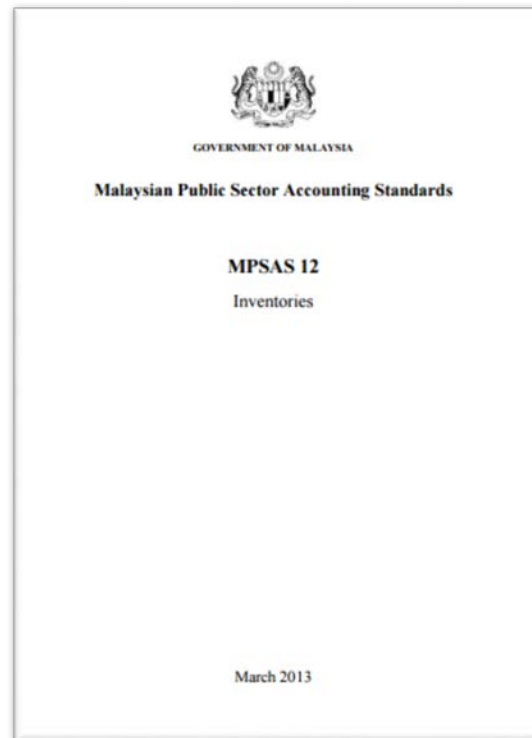 GOVERNMENT OF MALAYSIA
Malaysian Public Sector Accounting Standards
MPSAS 12
Inventories
March 2013